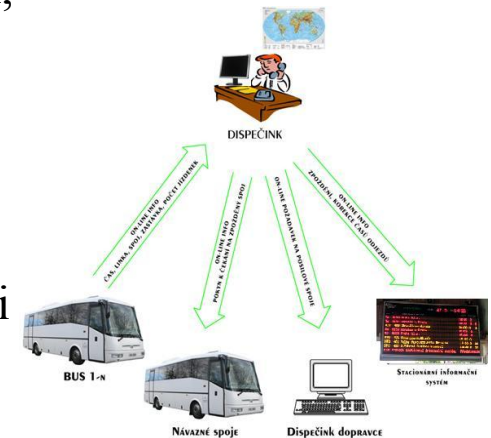 ,
DISPEČINK
ON-LINE INFO
ČAS, LINKA, SPOJ, ZASTÁVKA, POČET JÍZDENEK
ON-LINE INFO
POKYN K ČEKÁNÍ NA ZPOŽDĚNÝ SPOJ
ON-LINE POŽADAVEK NA POSILOVÉ SPOJE
ON-LINE INFO
ZPOŽDĚNÍ, KOREKCE ČASŮ ODJEZDŮ
i
BUS 1-N
Návazné spoje
Dispečink dopravce
Stacionární informační
systém